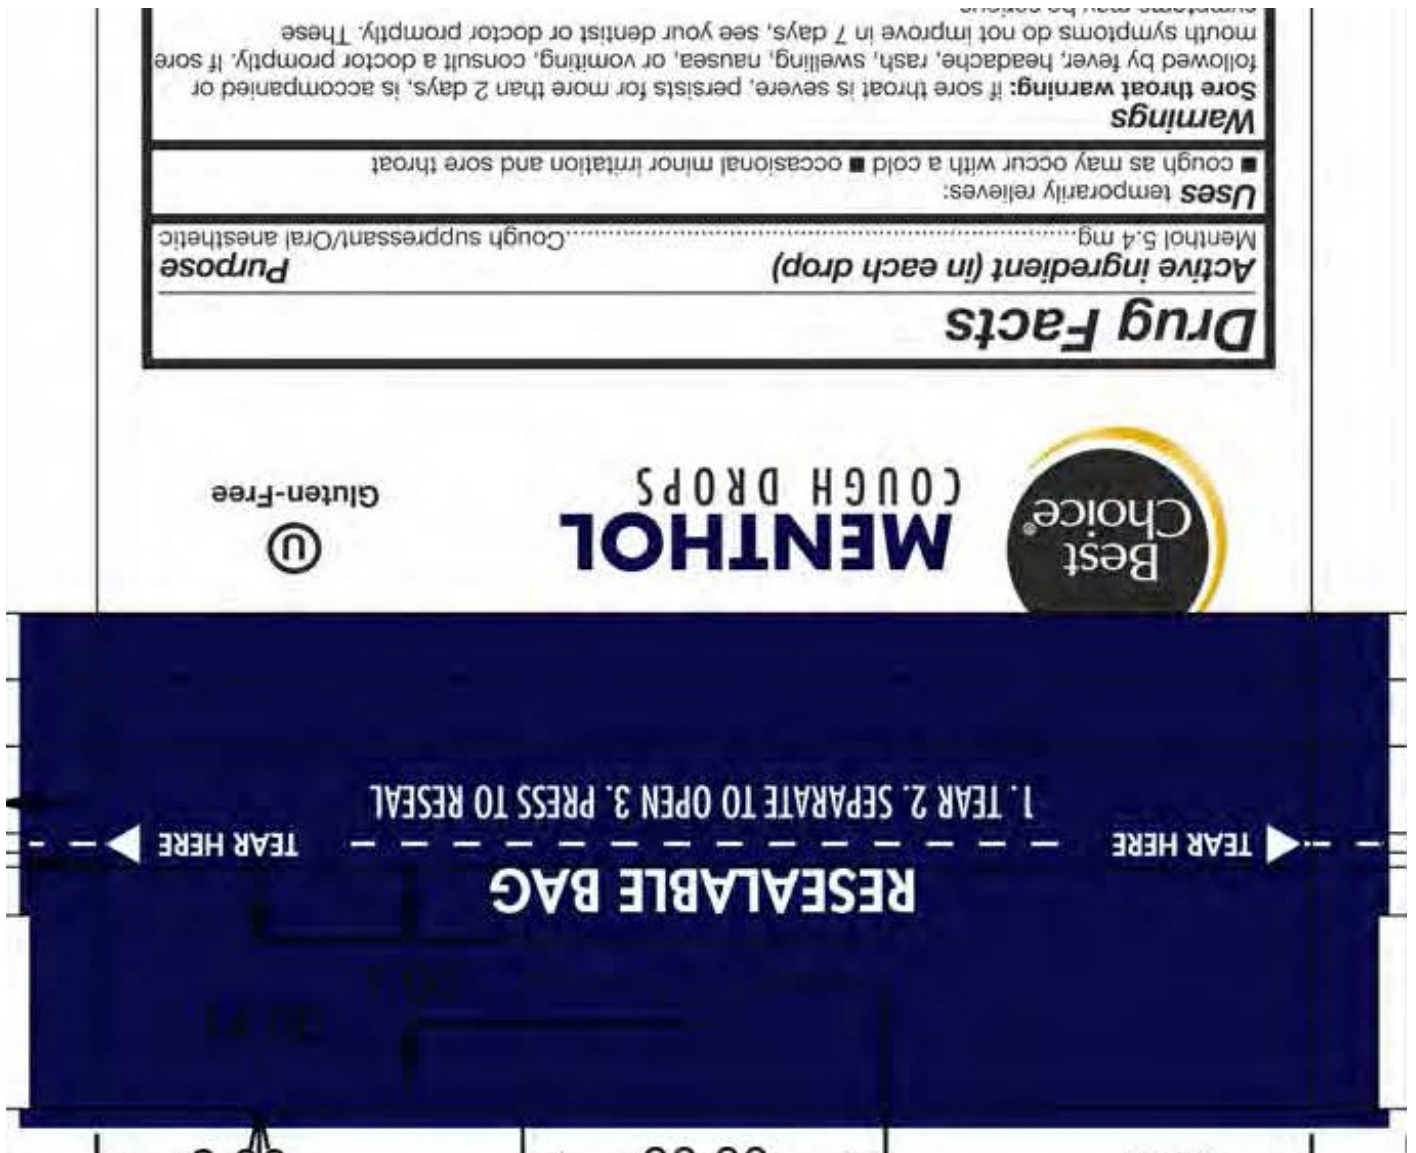 RESEALABLE BAG
TEAR HERE
TEAR HERE
1. TEAR 2. SEPARATE TO OPEN 3. PRESS TO RESEAL
Best
Choice®
MENTHOL
COUGH DROPS
U
Gluten-Free
Drug Facts
Active ingredient (in each drop) Purpose
Menthol 5.4 mg..........Cough suppressant/Oral anesthetic
Uses temporarily relieves:
■ cough as may occur with a cold ■ occasional minor irritation and sore throat
Warnings
Sore throat warning: if sore throat is severe, persists for more than 2 days, is accompanied or
followed by fever, headache, rash, swelling, nausea, or vomiting, consult a doctor promptly. If sore
mouth symptoms do not improve in 7 days, see your dentist or doctor promptly. These
symptoms may be serious